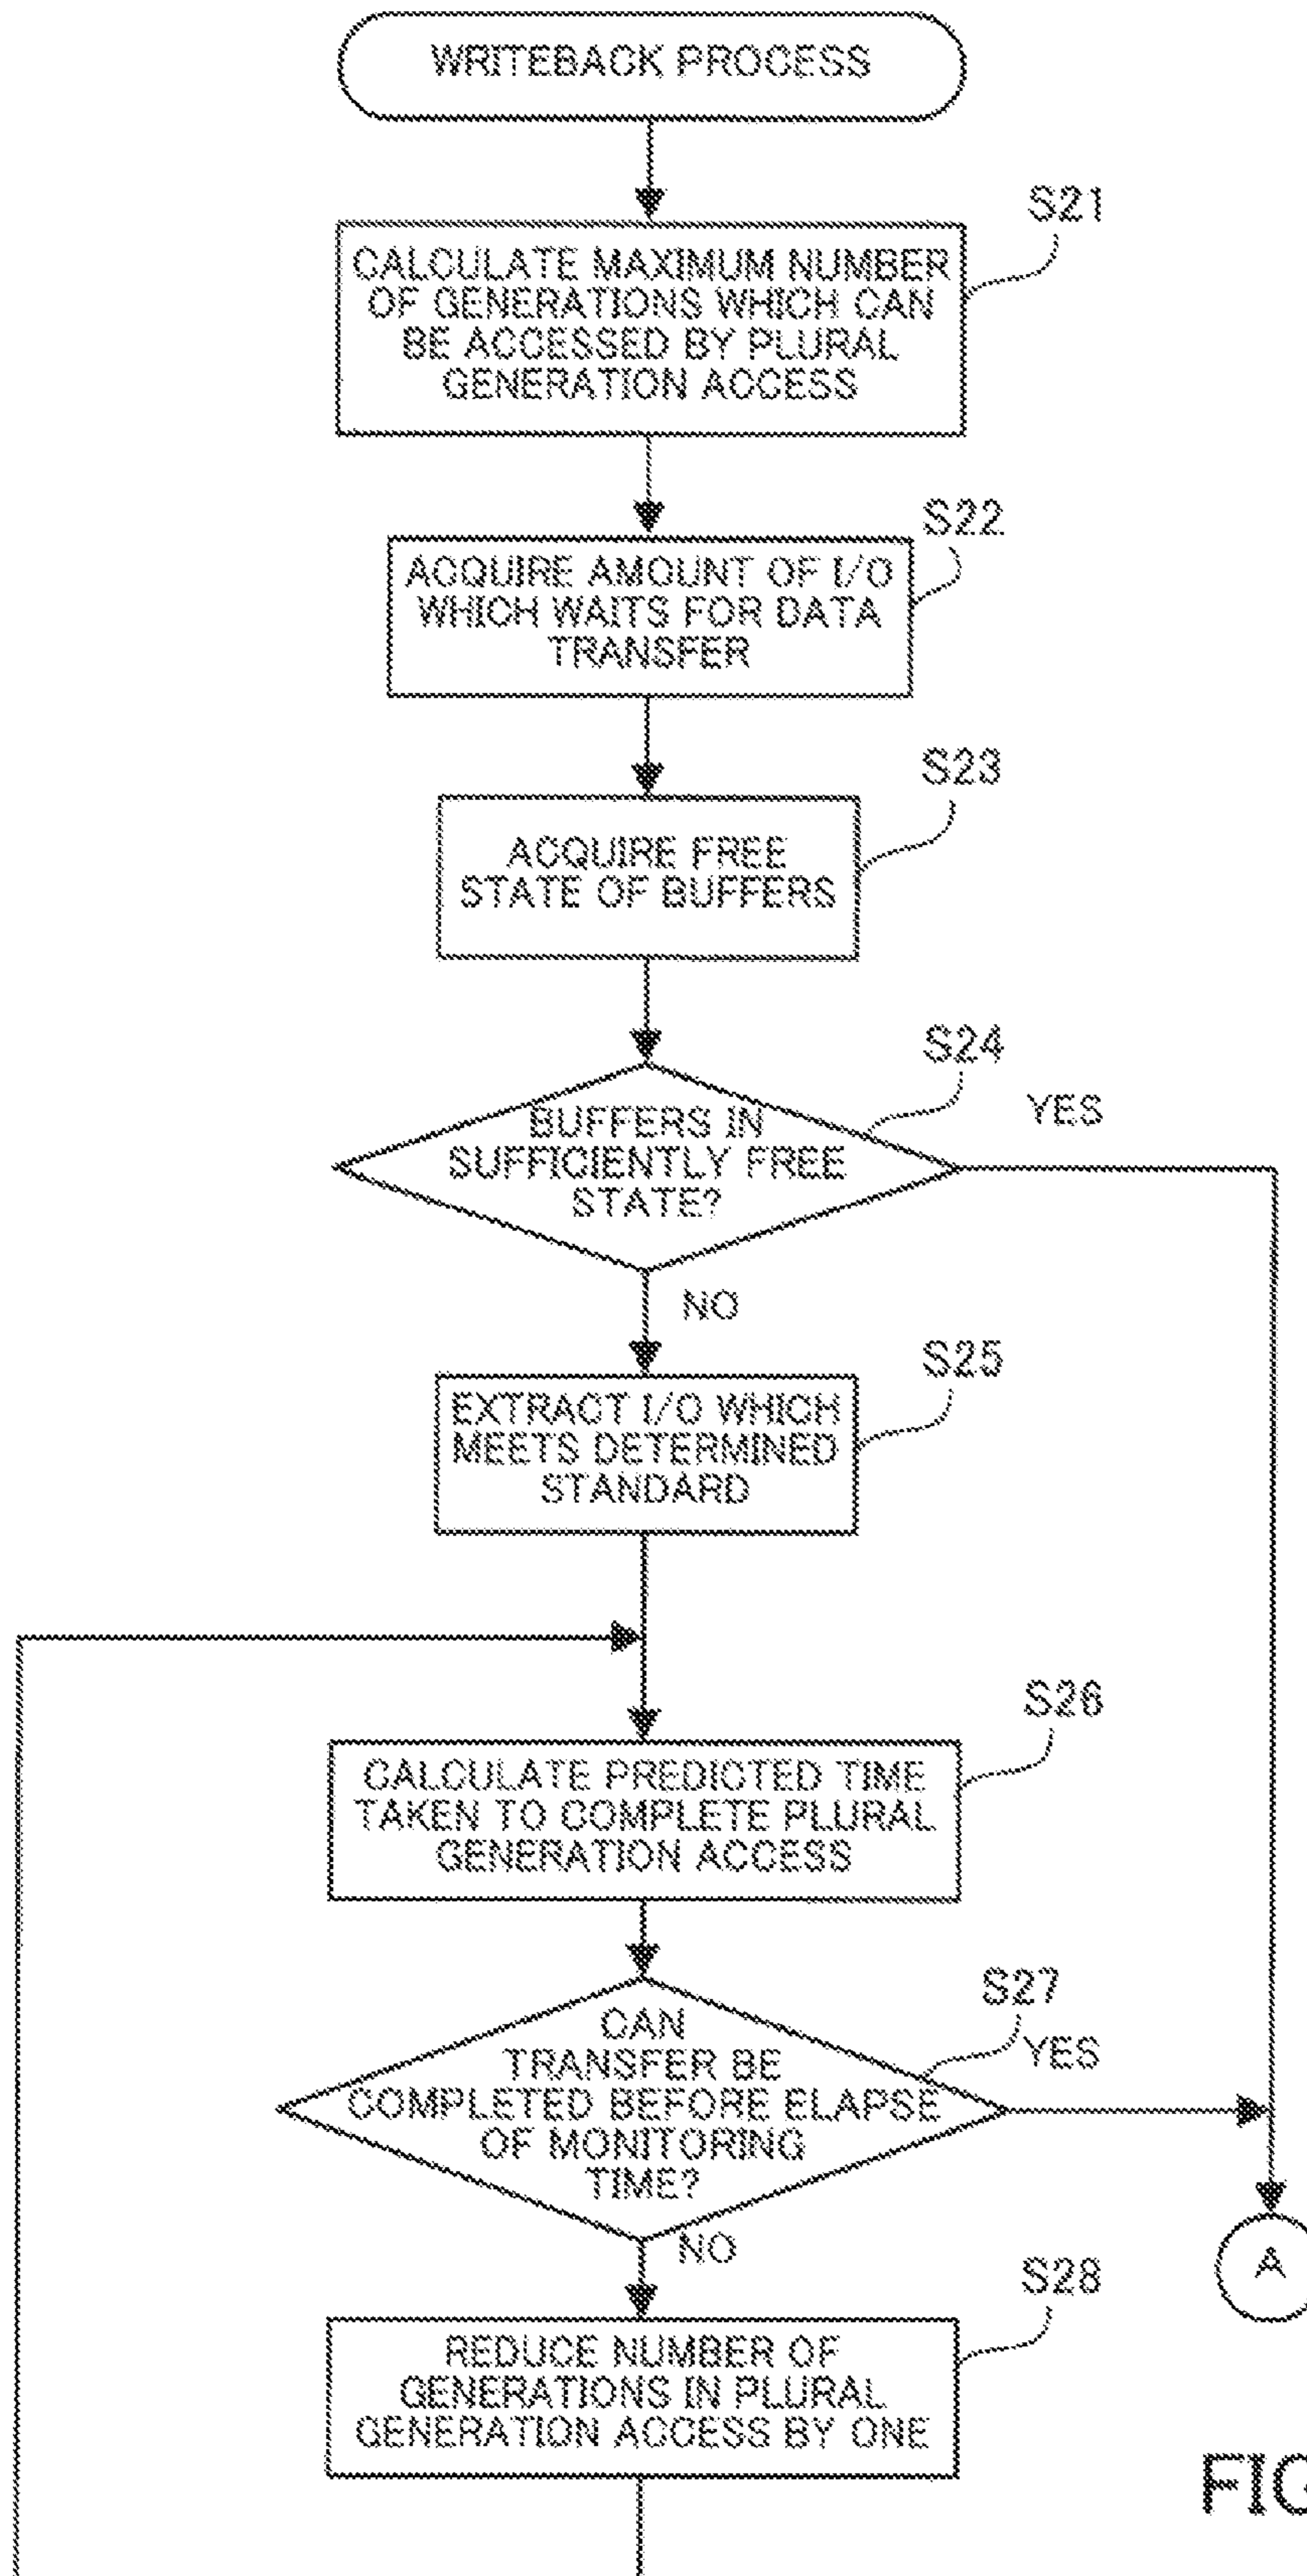 WRITEBACK PROCESS
S21
CALCULATE MAXIMUM NUMBER
OF GENERATIONS WHICH CAN
BE ACCESSED BY PLURAL
GENERATION ACCESS
S22
ACQUIRE AMOUNT OF I/O
WHICH WAITS FOR DATA
TRANSFER
S23
ACQUIRE FREE
STATE OF BUFFERS
S24
YES
BUFFERS IN
SUFFICIENTLY FREE
STATE?
NO
S25
EXTRACT I/O WHICH
MEETS DETERMINED
STANDARD
S26
CALCULATE PREDICTED TIME
TAKEN TO COMPLETE PLURAL
GENERATION ACCESS
S27
YES
CAN
TRANSFER BE
COMPLETED BEFORE ELAPSE
OF MONITORING
TIME?
NO
A
S28
REDUCE NUMBER OF
GENERATIONS IN PLURAL
GENERATION ACCESS BY ONE